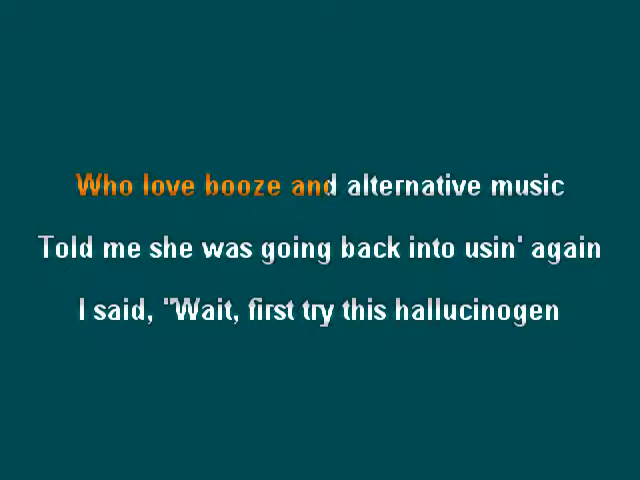 Who love booze and alternative music
Told me she was going back into usin' again
I said, "Wait, first try this hallucinogen